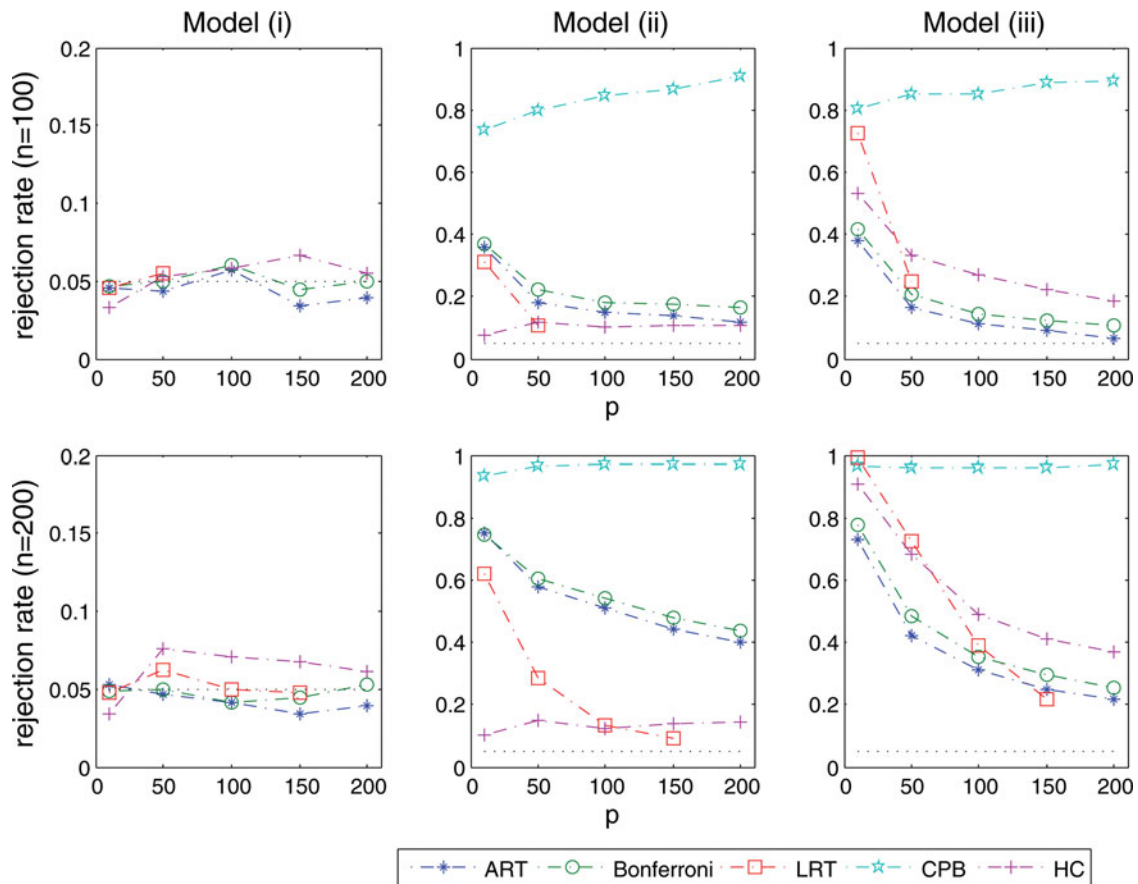 Model (i)
Model (ii)
Model (iii)
rejection rate (n=100)
0.2
0.15
0.1
0.05
0
0 50 100 150 200
1
0.8
0.6
0.4
0.2
0
0 50 100 150 200
p
1
0.8
0.6
0.4
0.2
0
0 50 100 150 200
rejection rate (n=200)
0.2
0.15
0.1
0.05
0
0 50 100 150 200
1
0.8
0.6
0.4
0.2
0
0 50 100 150 200
p
1
0.8
0.6
0.4
0.2
0
0 50 100 150 200
ART Bonferroni LRT CPB HC